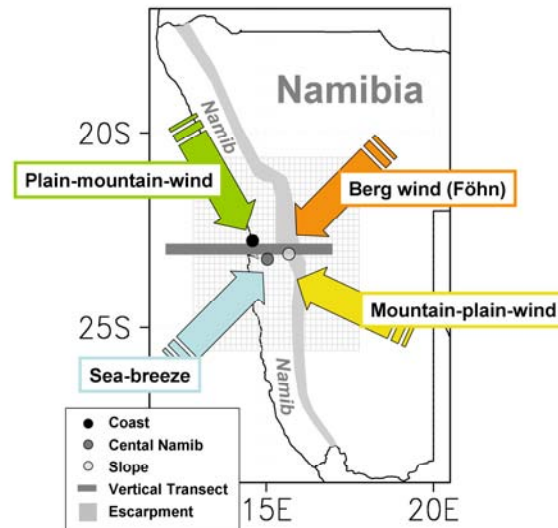 Namibia
Namib
20S
Plain-mountain-wind
Berg wind (Föhn)
25S
Mountain-plain-wind
Sea-breeze
Namib
Coast
Cental Namib
Slope
Vertical Transect
Escarpment
15E
20E